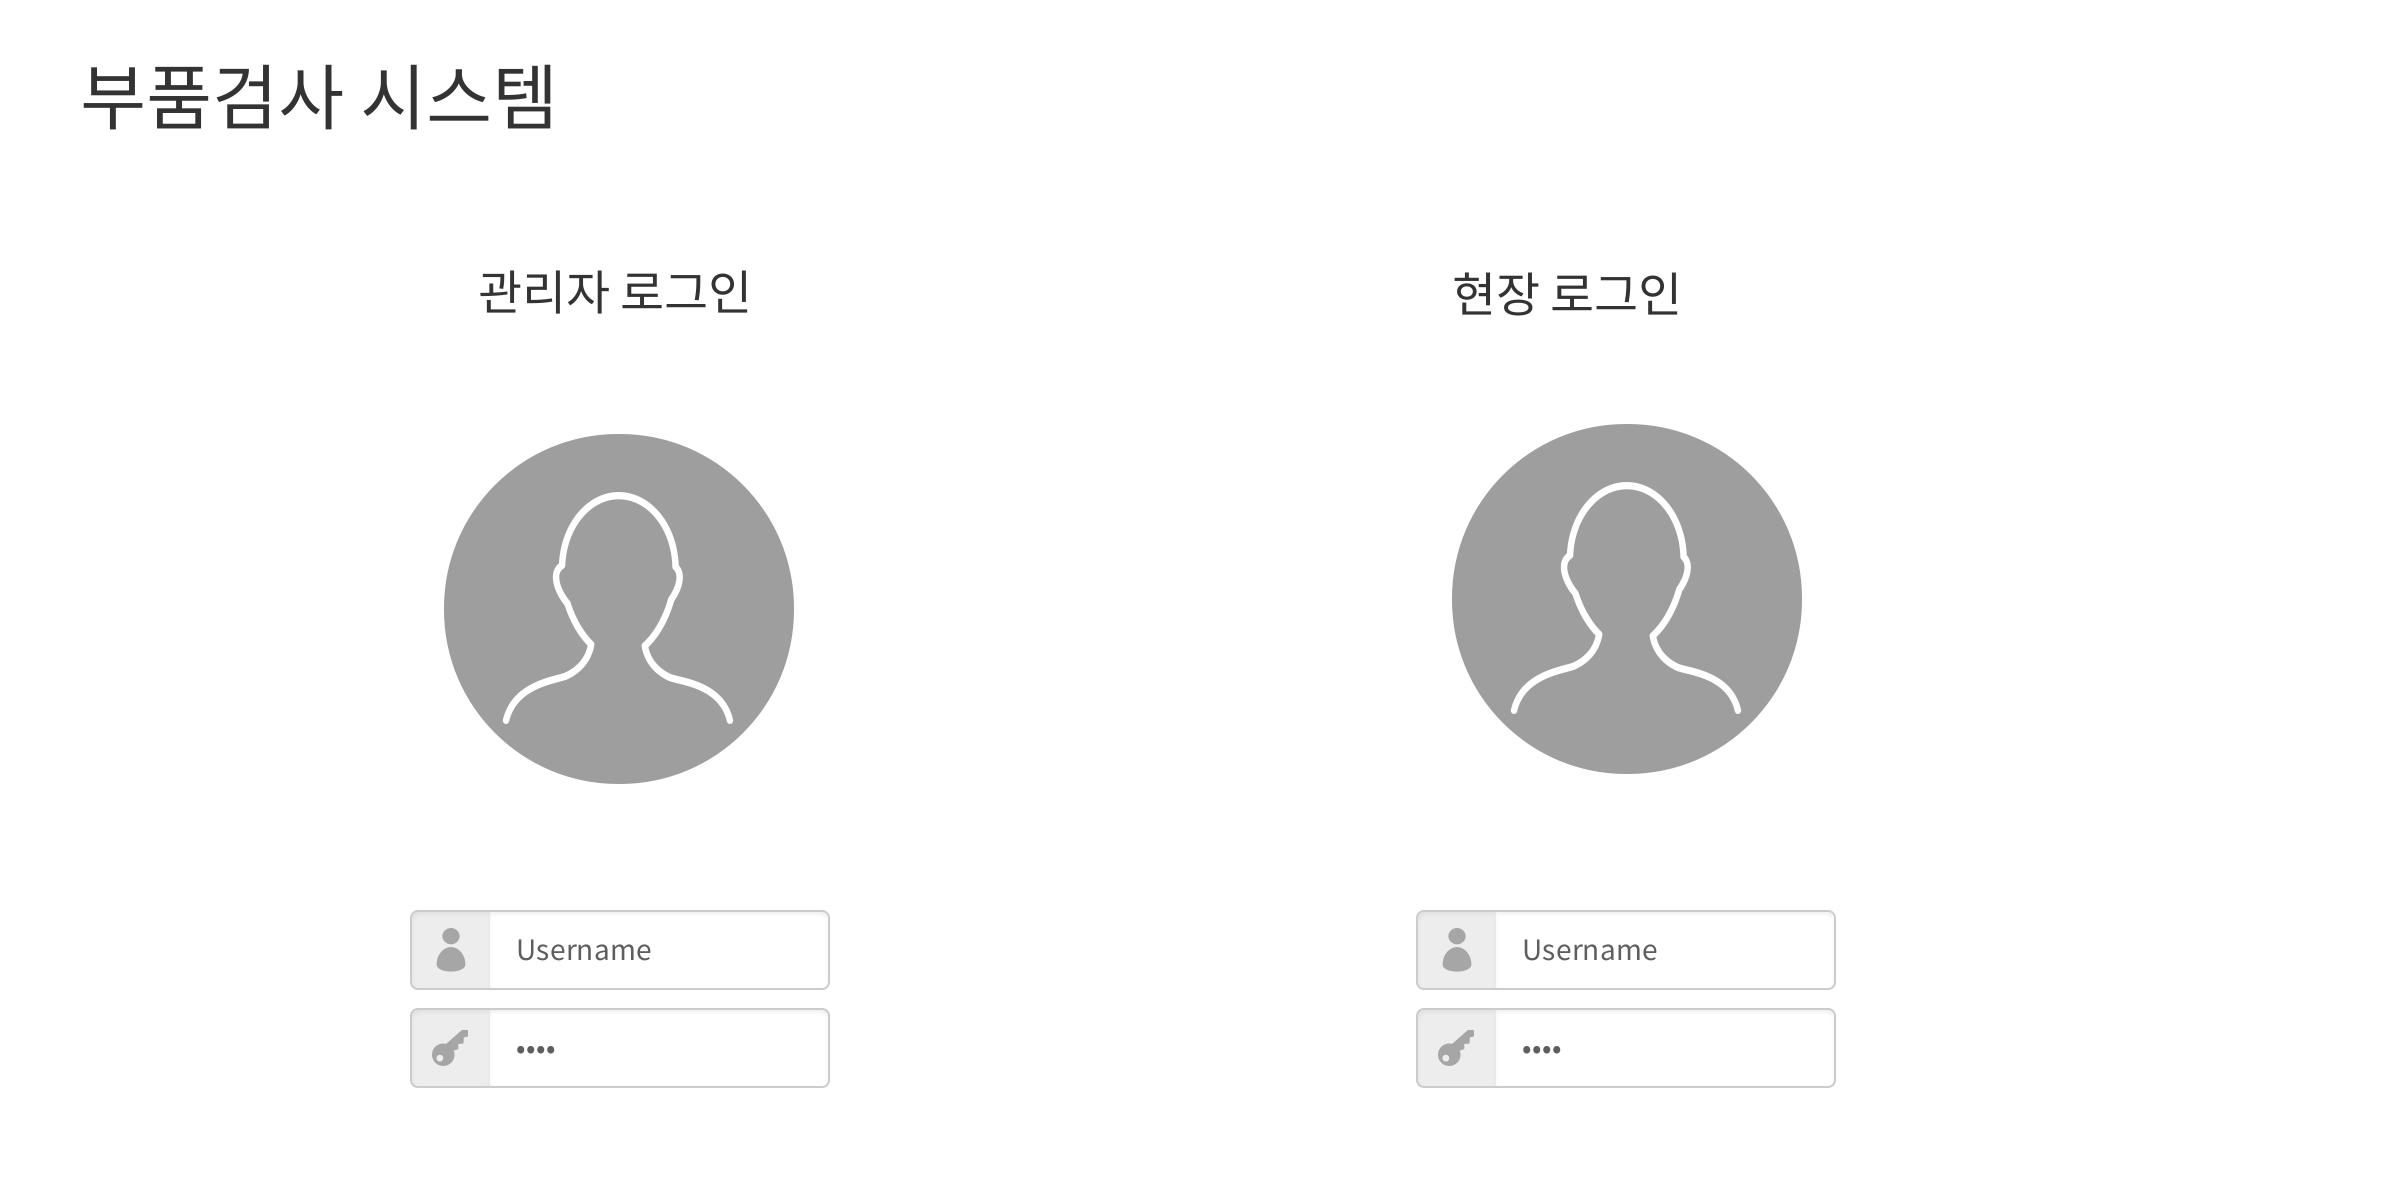 부품검사 시스템
관리자 로그인
현장 로그인
Username
Username
••••
••••